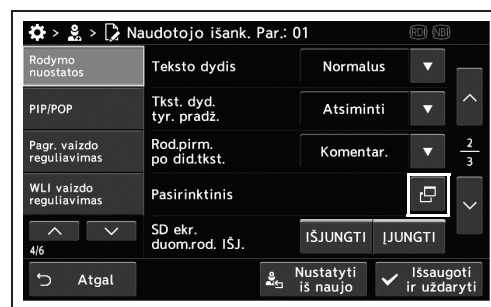 > > Naudotojo išank. Par.: 01 RDI NBI
Rodymo
nuostatos
Teksto dydis Normalus
PIP/POP
Tkst. dyd.
tyr. pradž. Atsiminti
Pagr. vaizdo
reguliavimas
Rod.pirm.
po did.tkst. Komentar.
2
3
WLI vaizdo
reguliavimas
Pasirinktinis
4/6
SD ekr.
duom.rod. IŠJ. IŠJUNGTI ĮJUNGTI
Atgal
Nustatyti
iš naujo
Išsaugoti
ir uždaryti